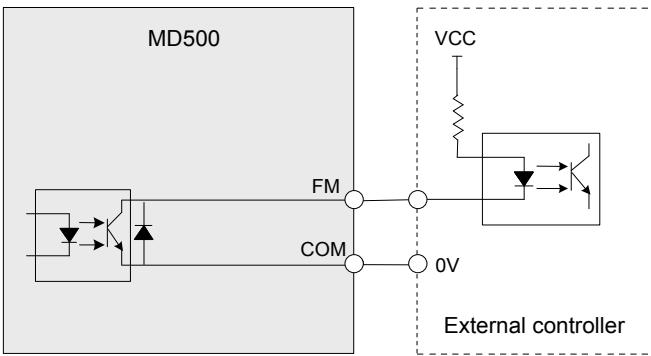 MD500
VCC
FM
COM
0V
External controller